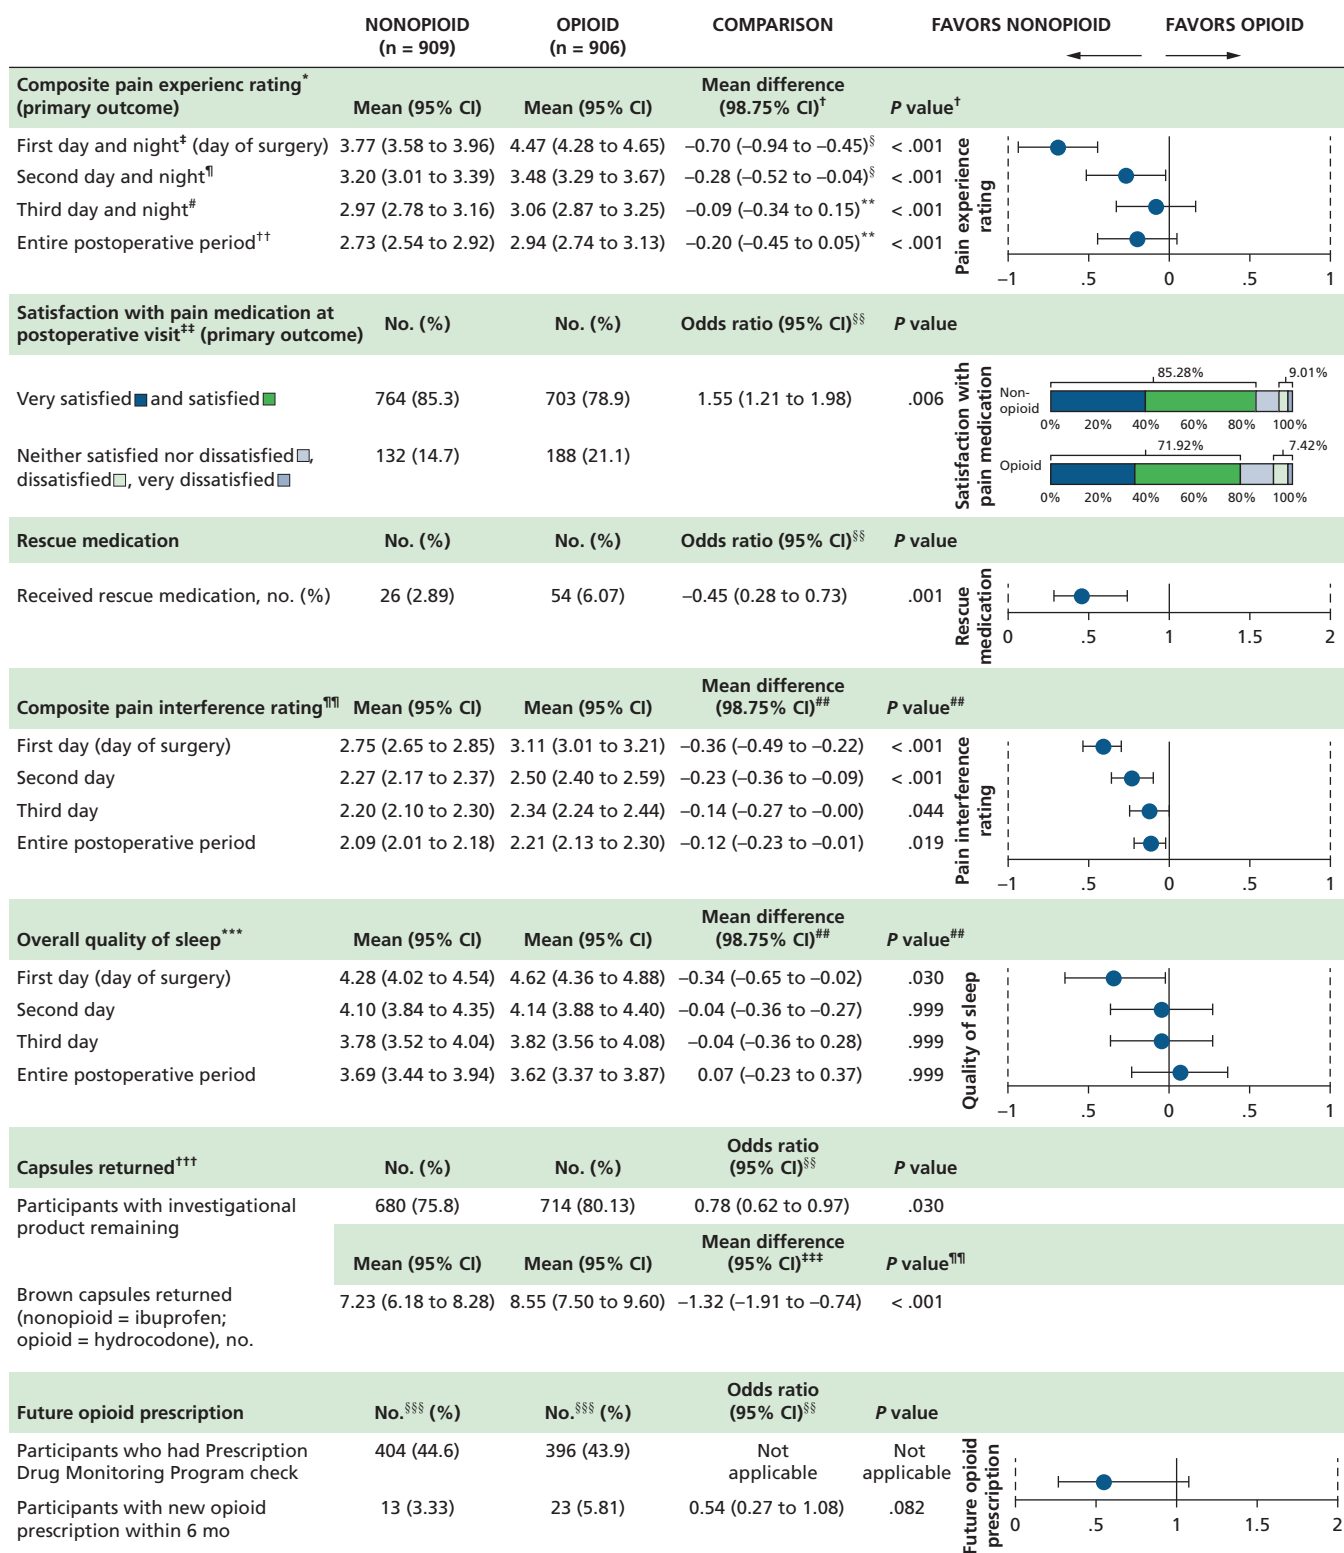 NONOPIOID OPIOID COMPARISON FAVORS NONOPIOID FAVORS OPIOID
(n = 909) (n = 906)
Composite pain experienc rating*
(primary outcome) Mean (95% CI) Mean (95% CI) Mean difference (98.75% CI)† P value†
First day and night‡ (day of surgery) 3.77 (3.58 to 3.96) 4.47 (4.28 to 4.65) −0.70 (−0.94 to −0.45)§ < .001
Second day and night¶ 3.20 (3.01 to 3.39) 3.48 (3.29 to 3.67) −0.28 (−0.52 to −0.04)§ < .001
Third day and night# 2.97 (2.78 to 3.16) 3.06 (2.87 to 3.25) −0.09 (−0.34 to 0.15)** < .001
Entire postoperative period†† 2.73 (2.54 to 2.92) 2.94 (2.74 to 3.13) −0.20 (−0.45 to 0.05)** < .001
Pain experience
rating
−1 .5 0 .5 1
Satisfaction with pain medication at
postoperative visit‡‡ (primary outcome) No. (%) No. (%) Odds ratio (95% CI)§§ P value
Very satisfied and satisfied 764 (85.3) 703 (78.9) 1.55 (1.21 to 1.98) .006
Neither satisfied nor dissatisfied, 132 (14.7) 188 (21.1)
dissatisfied, very dissatisfied
Satisfaction with
pain medication
85.28% 9.01%
Non-
opioid
0% 20% 40% 60% 80% 100%
71.92% 7.42%
Opioid
0% 20% 40% 60% 80% 100%
Rescue medication No. (%) No. (%) Odds ratio (95% CI)§§ P value
Received rescue medication, no. (%) 26 (2.89) 54 (6.07) −0.45 (0.28 to 0.73) .001
Rescue
medication
0 .5 1 1.5 2
Composite pain interference rating¶¶ Mean (95% CI) Mean (95% CI) Mean difference (98.75% CI)## P value##
First day (day of surgery) 2.75 (2.65 to 2.85) 3.11 (3.01 to 3.21) −0.36 (−0.49 to −0.22) < .001
Second day 2.27 (2.17 to 2.37) 2.50 (2.40 to 2.59) −0.23 (−0.36 to −0.09) < .001
Third day 2.20 (2.10 to 2.30) 2.34 (2.24 to 2.44) −0.14 (−0.27 to −0.00) .044
Entire postoperative period 2.09 (2.01 to 2.18) 2.21 (2.13 to 2.30) −0.12 (−0.23 to −0.01) .019
Pain interference
rating
−1 .5 0 .5 1
Overall quality of sleep*** Mean (95% CI) Mean (95% CI) Mean difference (98.75% CI)## P value##
First day (day of surgery) 4.28 (4.02 to 4.54) 4.62 (4.36 to 4.88) −0.34 (−0.65 to −0.02) .030
Second day 4.10 (3.84 to 4.35) 4.14 (3.88 to 4.40) −0.04 (−0.36 to −0.27) .999
Third day 3.78 (3.52 to 4.04) 3.82 (3.56 to 4.08) −0.04 (−0.36 to 0.28) .999
Entire postoperative period 3.69 (3.44 to 3.94) 3.62 (3.37 to 3.87) 0.07 (−0.23 to 0.37) .999
Quality of sleep
−1 .5 0 .5 1
Capsules returned††† No. (%) No. (%) Odds ratio (95% CI)§§ P value
Participants with investigational 680 (75.8) 714 (80.13) 0.78 (0.62 to 0.97) .030
product remaining
Mean (95% CI) Mean (95% CI) Mean difference (95% CI)‡‡‡ P value¶¶
Brown capsules returned 7.23 (6.18 to 8.28) 8.55 (7.50 to 9.60) −1.32 (−1.91 to −0.74) < .001
(nonopioid = ibuprofen;
opioid = hydrocodone), no.
Future opioid prescription No.§§§ (%) No.§§§ (%) Odds ratio (95% CI)§§ P value
Participants who had Prescription 404 (44.6) 396 (43.9) Not Not
Drug Monitoring Program check applicable applicable
Participants with new opioid 13 (3.33) 23 (5.81) 0.54 (0.27 to 1.08) .082
prescription within 6 mo
Future opioid
prescription
0 .5 1 1.5 2